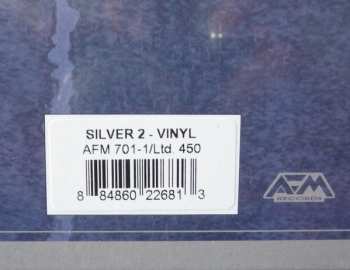 SILVER 2 - VINYL
AFM 701-1/Ltd. 450
8 84860 22681 3
AFM
RECORDS